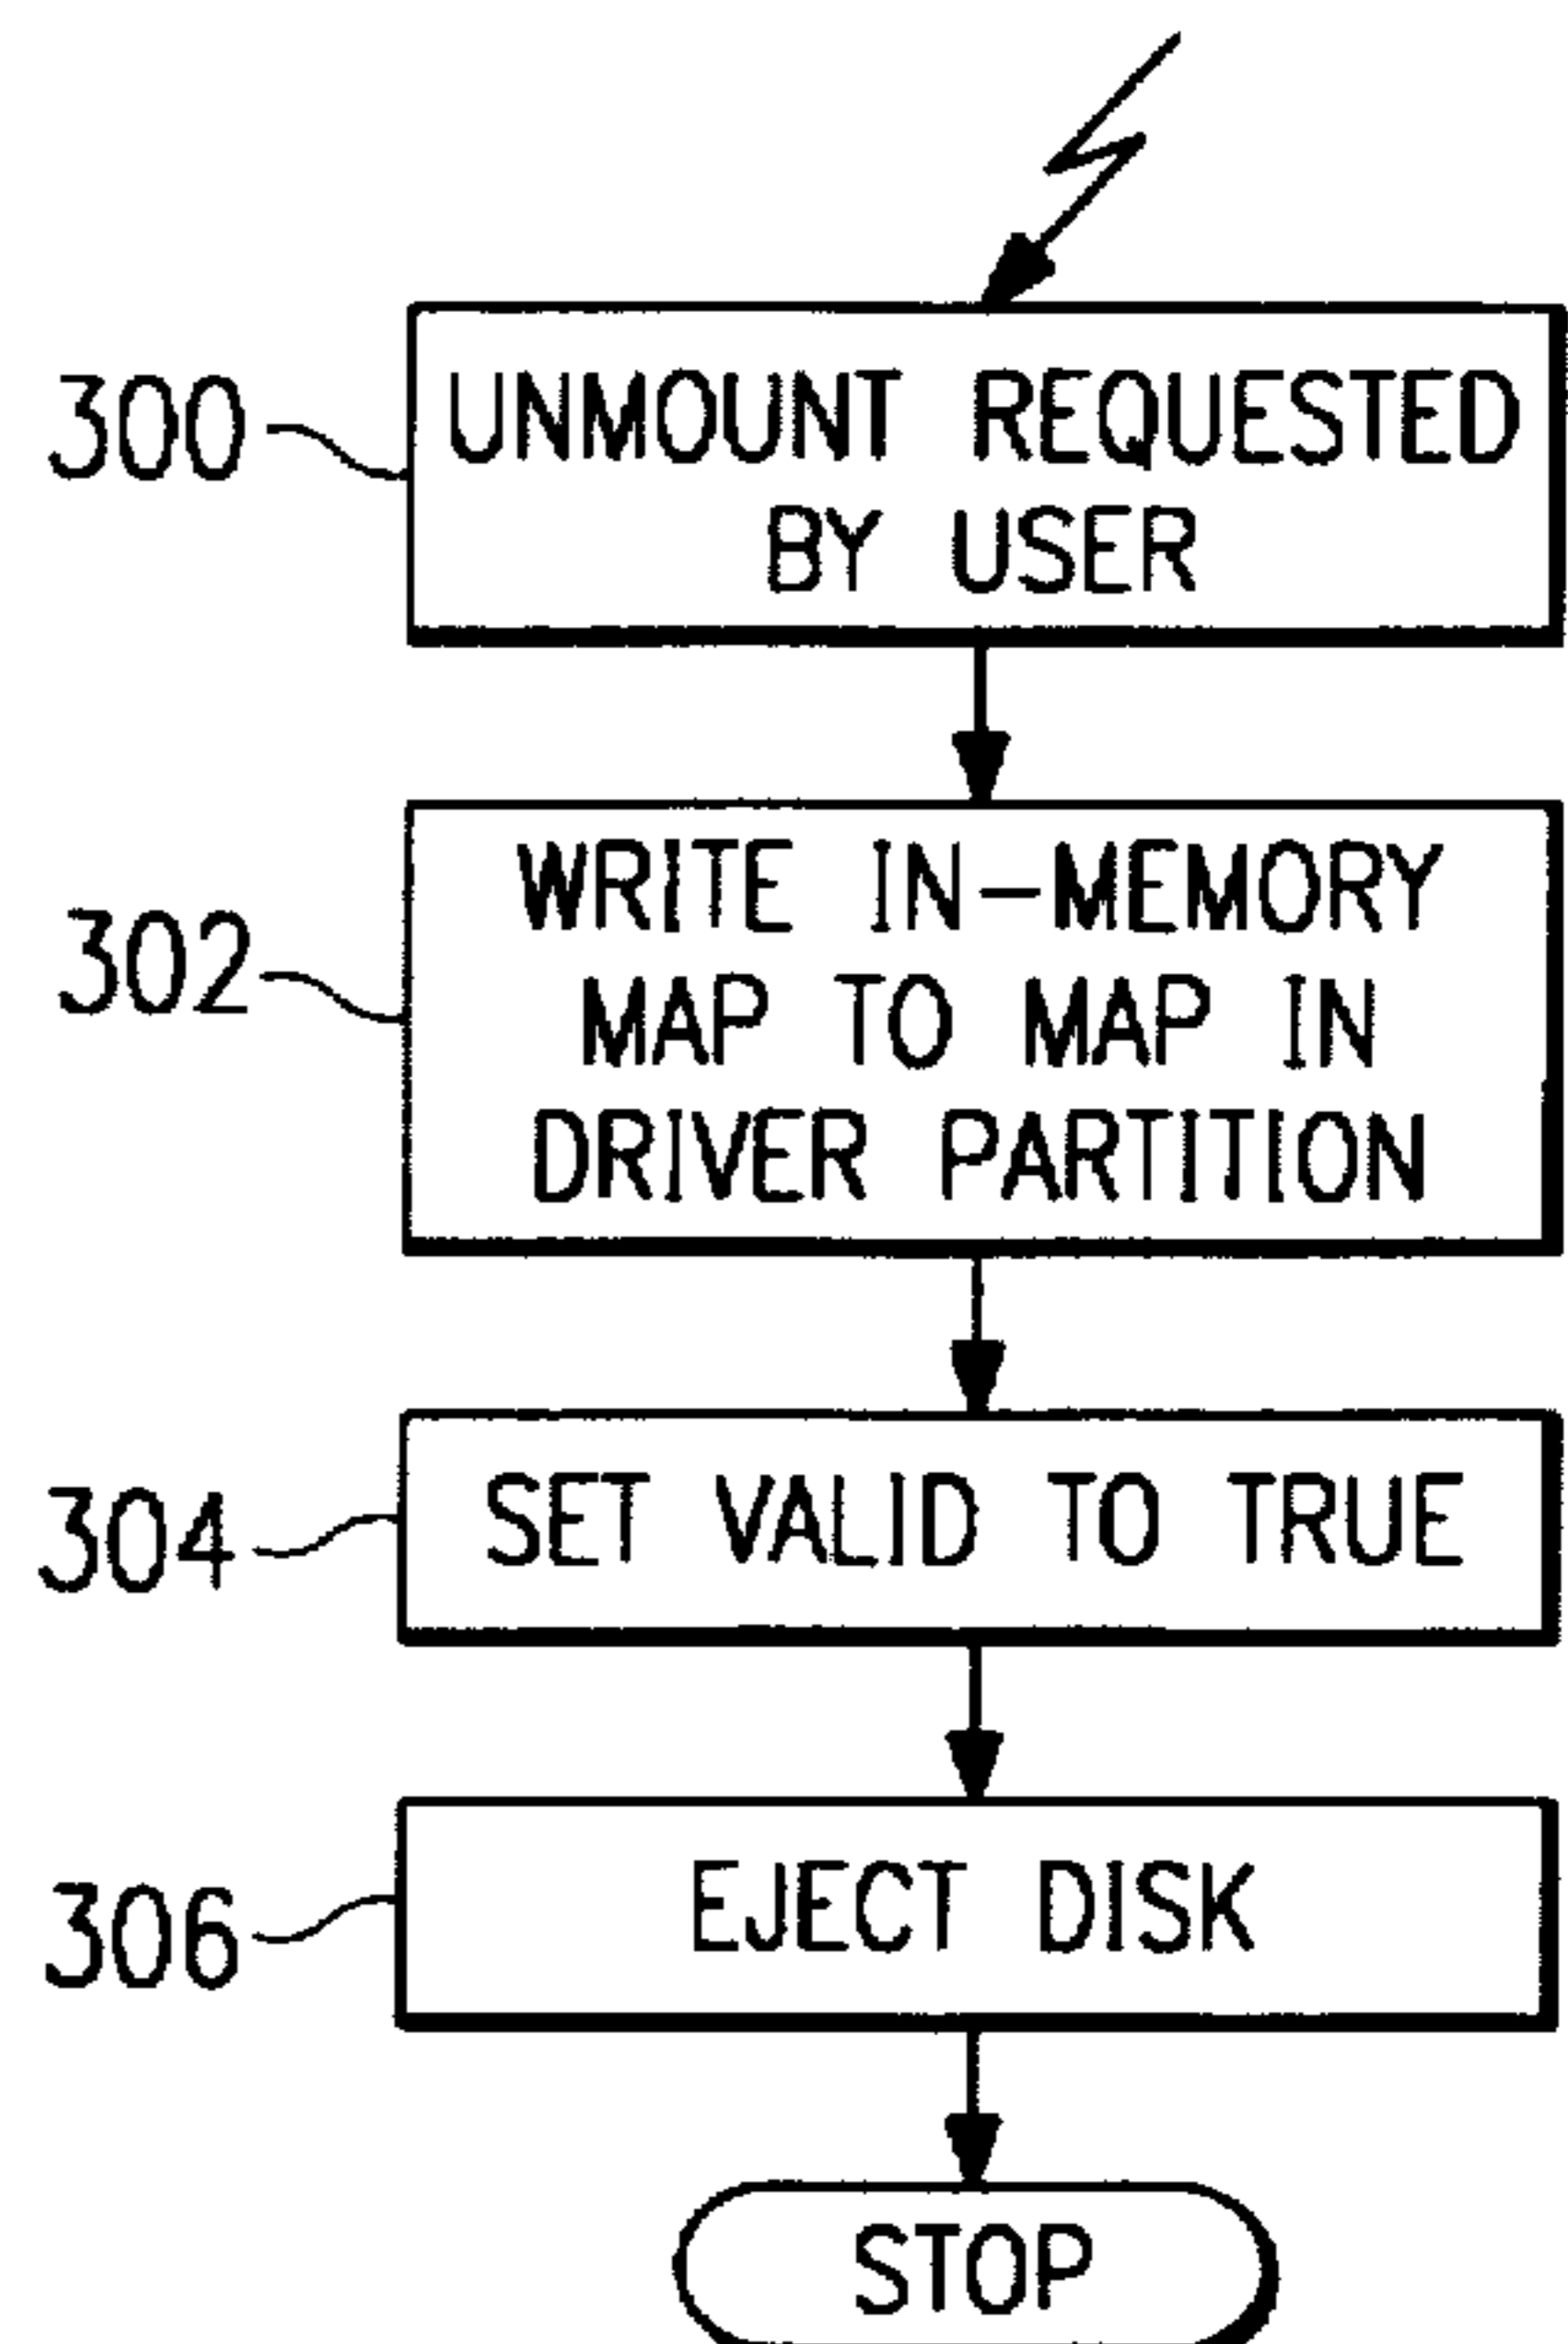 300
UNMOUNT REQUESTED
BY USER
302
WRITE IN-MEMORY
MAP TO MAP IN
DRIVER PARTITION
304
SET VALID TO TRUE
306
EJECT DISK
STOP